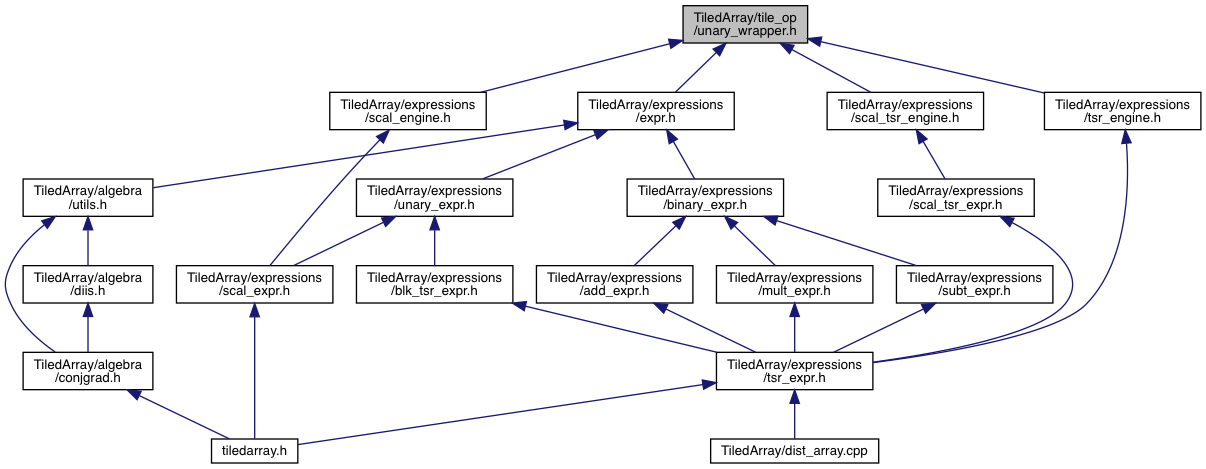 TiledArray/tile_op
/unary_wrapper.h
TiledArray/expressions
/scal_engine.h
TiledArray/expressions
/expr.h
TiledArray/expressions
/scal_tsr_engine.h
TiledArray/expressions
/tsr_engine.h
TiledArray/algebra
/utils.h
TiledArray/expressions
/unary_expr.h
TiledArray/expressions
/binary_expr.h
TiledArray/expressions
/scal_tsr_expr.h
TiledArray/algebra
/diis.h
TiledArray/expressions
/scal_expr.h
TiledArray/expressions
/blk_tsr_expr.h
TiledArray/expressions
/add_expr.h
TiledArray/expressions
/mult_expr.h
TiledArray/expressions
/subt_expr.h
TiledArray/algebra
/conjgrad.h
TiledArray/expressions
/tsr_expr.h
tiledarray.h
TiledArray/dist_array.cpp